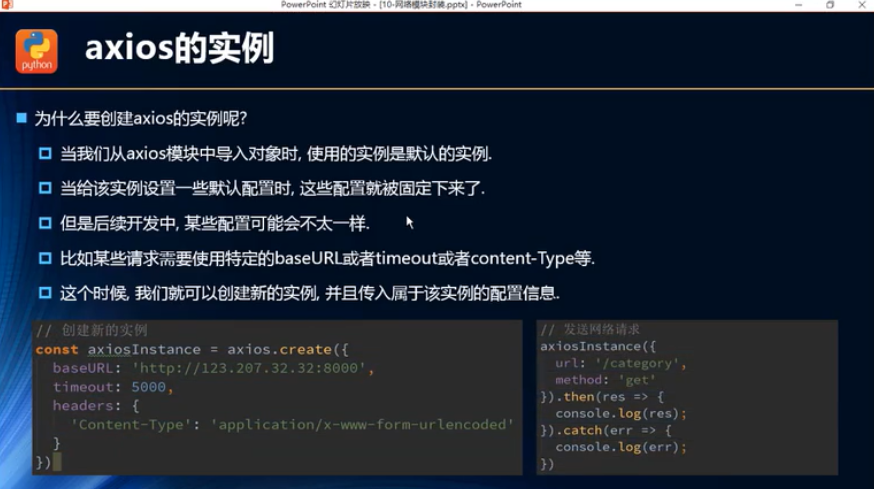 PowerPoint 幻灯片放映 - [10-网络模块封装.pptx] - PowerPoint
python
axios的实例
为什么要创建axios的实例呢?
当我们从axios模块中导入对象时, 使用的实例是默认的实例.
当给该实例设置一些默认配置时, 这些配置就被固定下来了.
但是后续开发中, 某些配置可能会不太一样.
比如某些请求需要使用特定的baseURL或者timeout或者content-Type等.
这个时候, 我们就可以创建新的实例, 并且传入属于该实例的配置信息.
// 创建新的实例
const axiosInstance = axios.create({
baseURL: 'http://123.207.32.32:8000',
timeout: 5000,
headers: {
'Content-Type': 'application/x-www-form-urlencoded'
}
})
// 发送网络请求
axiosInstance({
url: '/category',
method: 'get'
}).then(res => {
console.log(res);
}).catch(err => {
console.log(err);
})